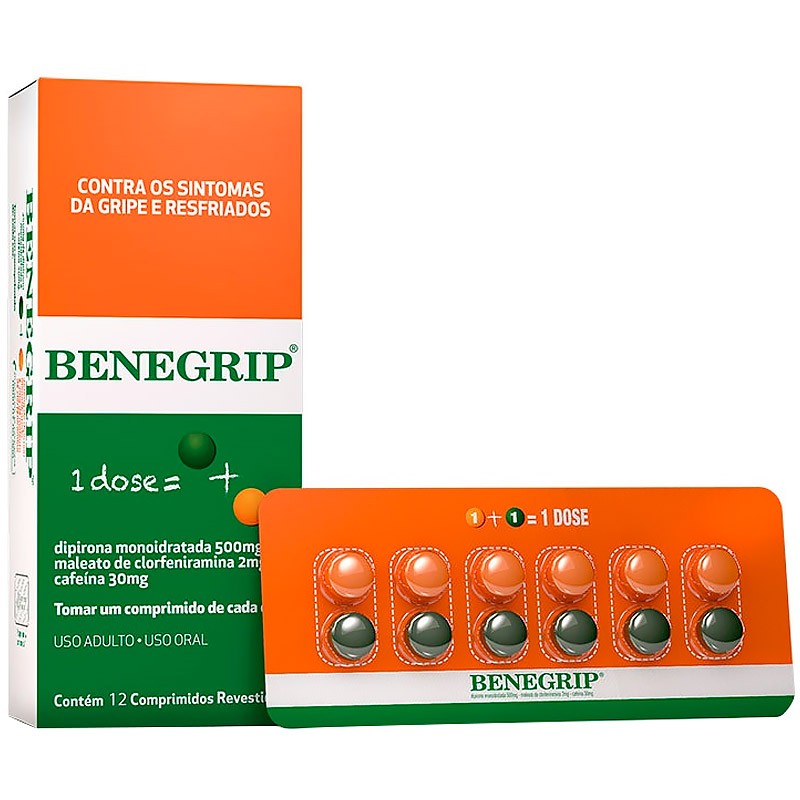 CONTRA OS SINTOMAS
DA GRIPE E RESFRIADOS
BENEGRIP®
1 dose = +
dipirona monoidratada 500mg
maleato de clorfeniramina 2mg
cafeína 30mg
Tomar um comprimido de cada
USO ADULTO • USO ORAL
Contém 12 Comprimidos
BENEGRIP
1 + 1 = 1 DOSE
BENEGRIP®